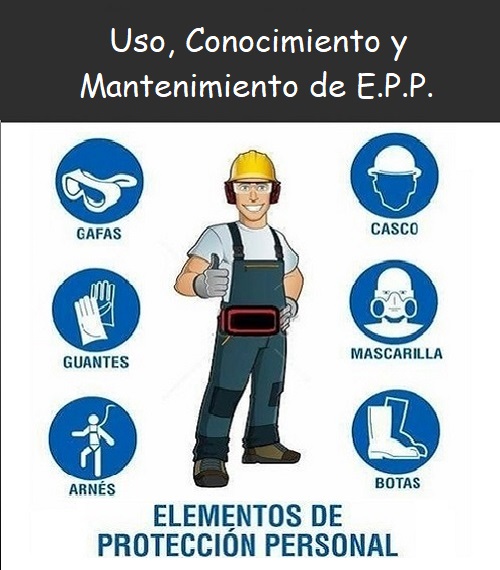 Uso, Conocimiento y
Mantenimiento de E.P.P.
GAFAS
CASCO
GUANTES
MASCARILLA
ARNÉS
BOTAS
ELEMENTOS DE
PROTECCIÓN PERSONAL